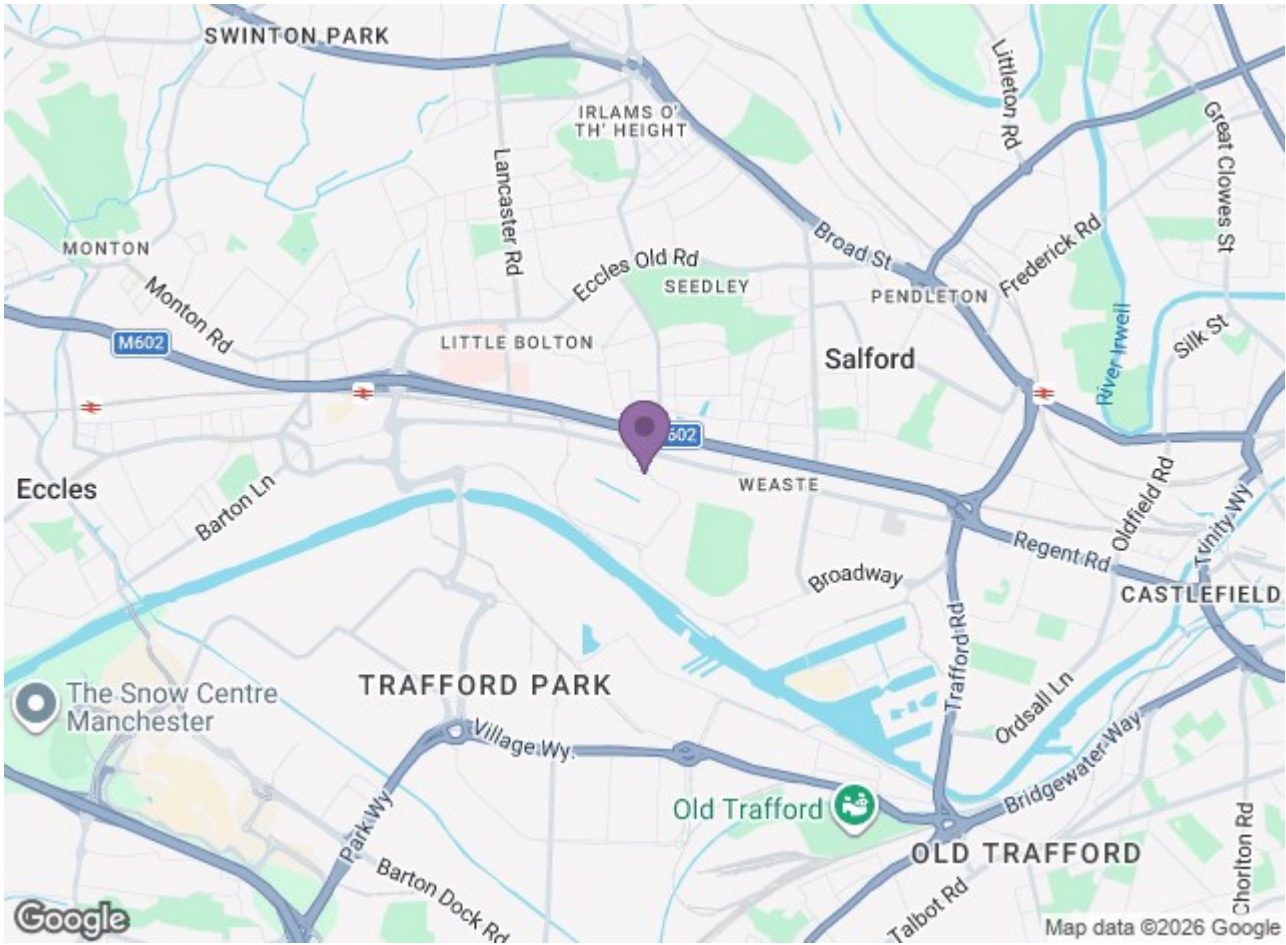 SWINTON PARK
IRLAMS O'
TH' HEIGHT
Littleton Rd
Great Clowes St
Lancaster Rd
MONTON
Monton Rd
Eccles Old Rd
SEEDLEY
Broad St
Frederick Rd
PENDLETON
River Irwell
Silk St
M602
LITTLE BOLTON
Salford
602
WEASTE
Eccles
Barton Ln
Oldfield Rd
Trinity Wy
Regent Rd
Broadway
CASTLEFIELD
Trafford Rd
TRAFFORD PARK
The Snow Centre
Manchester
Ordsall Ln
Village Wy.
Bridgewater Way
Park Wy
Old Trafford
OLD TRAFFORD
Barton Dock Rd
Talbot Rd
Chorlton Rd
Google
Map data ©2026 Google